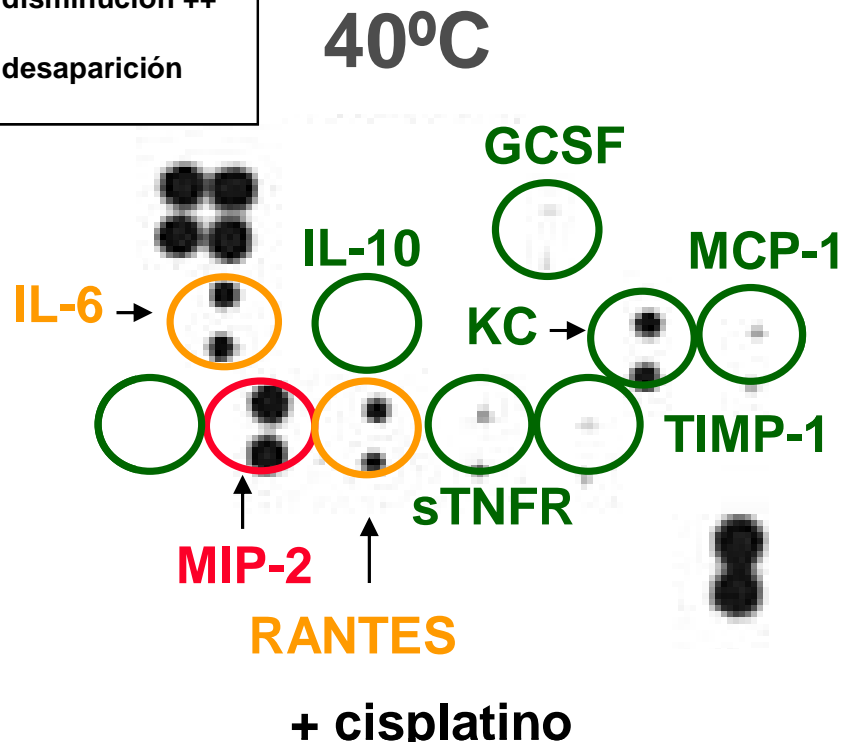 disminución ++
desaparición
40ºC
GCSF
IL-10
MCP-1
IL-6
KC
TIMP-1
sTNFR
MIP-2
RANTES
+ cisplatino